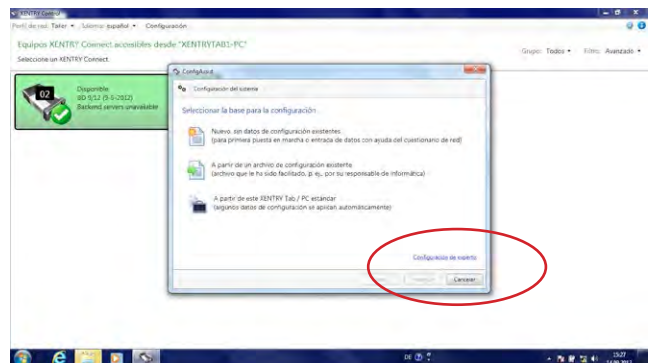 XENTRY Control
Perfil de red: Taller Idioma: español Configuración
Equipos XENTRY Connect accesibles desde "XENTRYTAB1-PC"
Grupo: Todos Filtro: Avanzado
Seleccione un XENTRY Connect.
02
Disponible
SD 9/12 (9-5-2012)
Backend servers unavailable
ConfigAssist
Configuración del sistema
Seleccionar la base para la configuración
Nuevo, sin datos de configuración existentes
(para primera puesta en marcha o entrada de datos con ayuda del cuestionario de red)
A partir de un archivo de configuración existente
(archivo que le ha sido facilitado, p. ej., por su responsable de informática)
A partir de este XENTRY Tab / PC estándar
(algunos datos de configuración se aplican automáticamente)
Configuración de experto
Cancelar
DE
15:27